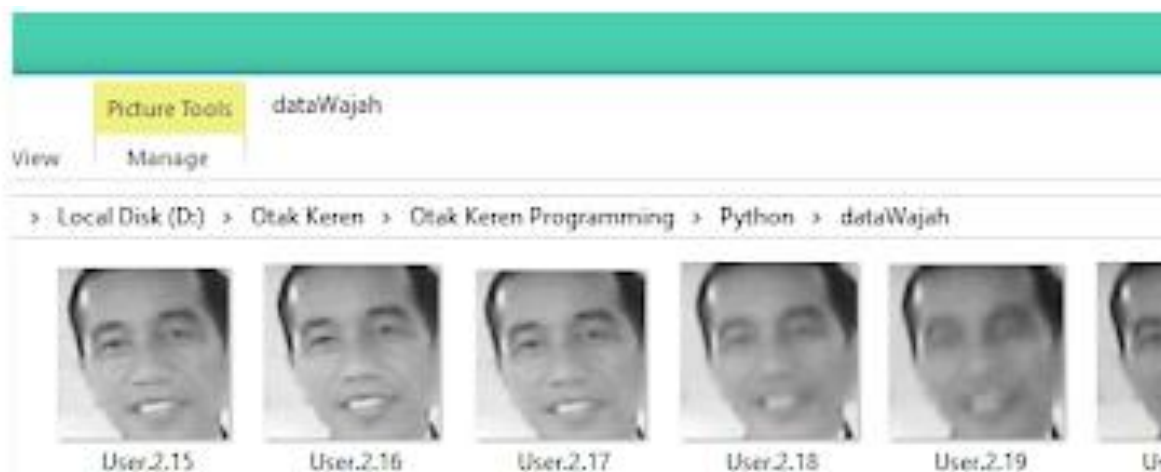 Picture Tools dataWajah
View Manage
> Local Disk (D:) > Otak Keren > Otak Keren Programming > Python > dataWajah
User.2.15 User.2.16 User.2.17 User.2.18 User.2.19